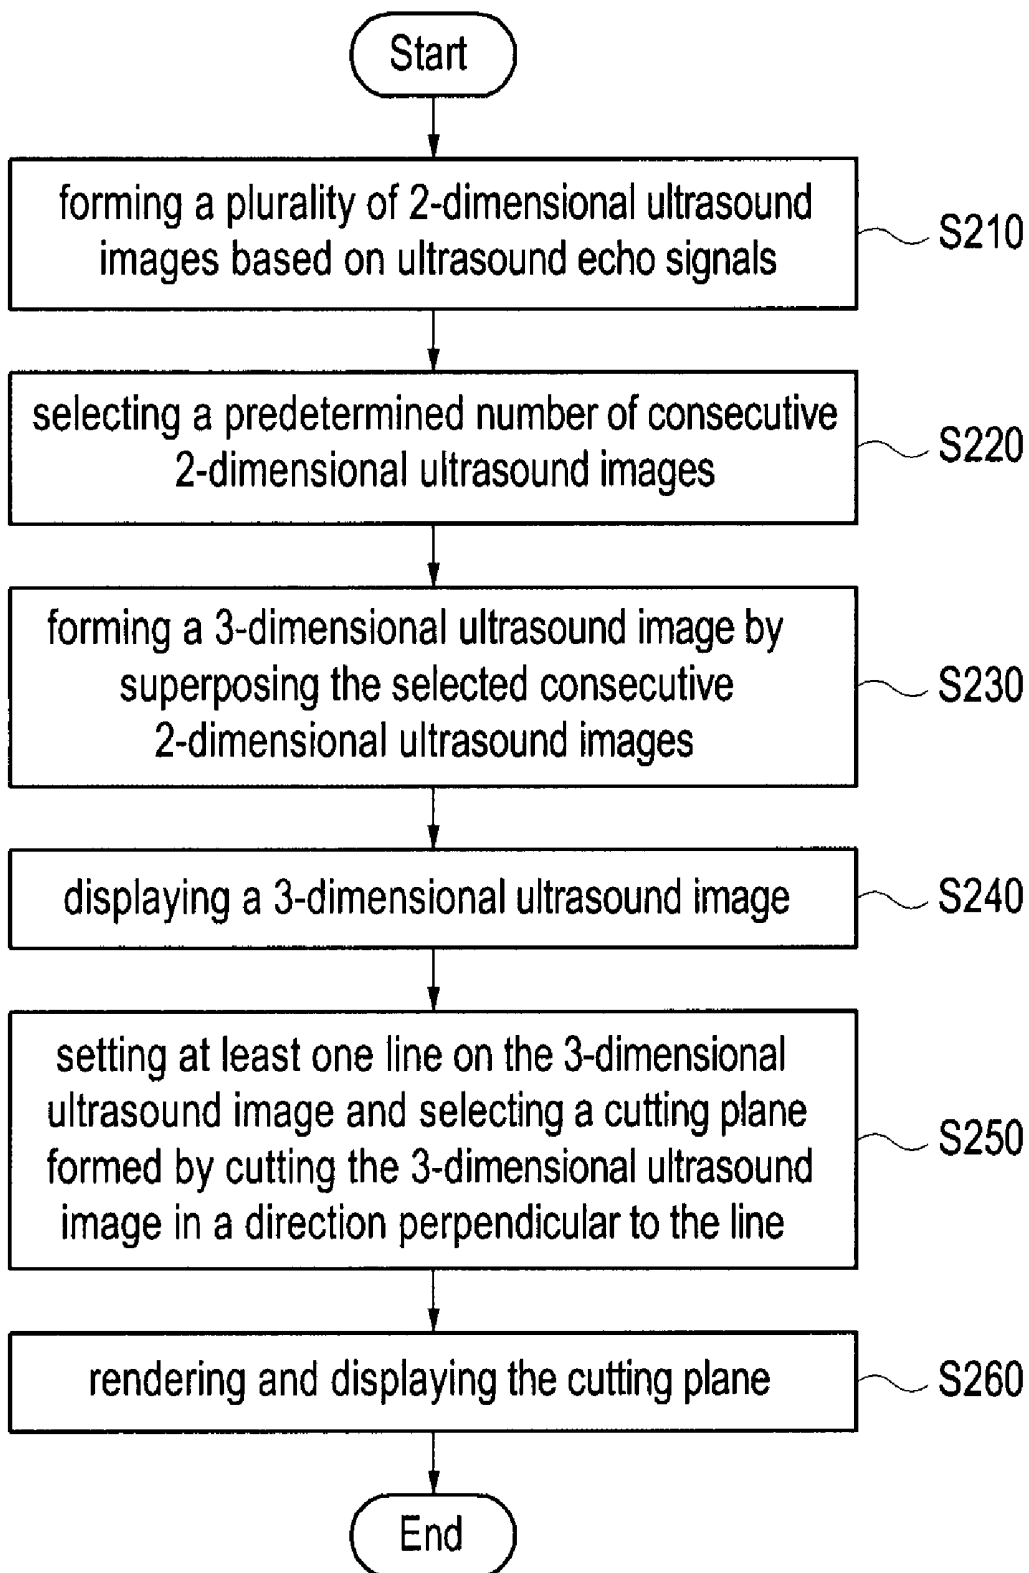 Start
forming a plurality of 2-dimensional ultrasound
images based on ultrasound echo signals
S210
selecting a predetermined number of consecutive
2-dimensional ultrasound images
S220
forming a 3-dimensional ultrasound image by
superposing the selected consecutive
2-dimensional ultrasound images
S230
displaying a 3-dimensional ultrasound image
S240
setting at least one line on the 3-dimensional
ultrasound image and selecting a cutting plane
formed by cutting the 3-dimensional ultrasound
image in a direction perpendicular to the line
S250
rendering and displaying the cutting plane
S260
End